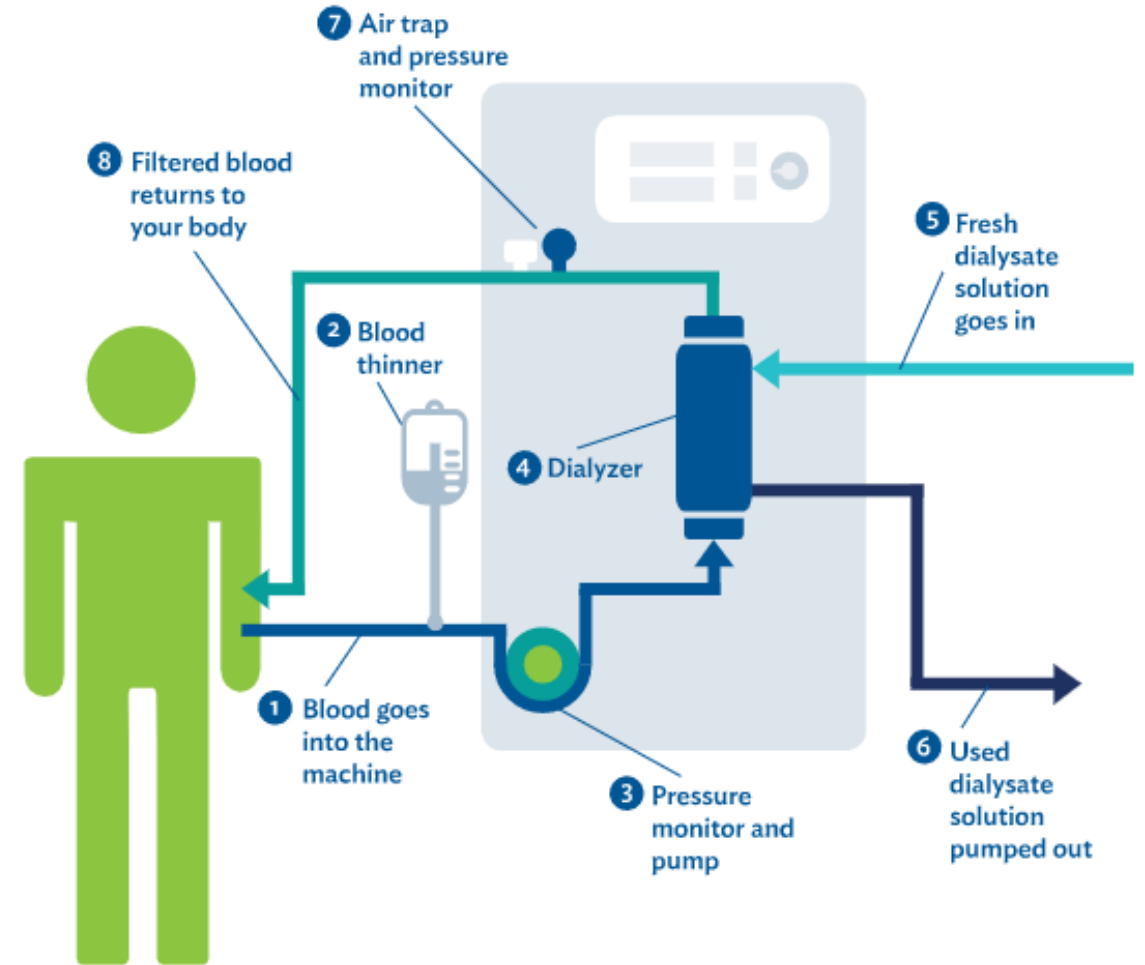 7 Air trap
and pressure
monitor
8 Filtered blood
returns to
your body
5 Fresh
dialysate
solution
goes in
2 Blood
thinner
4 Dialyzer
1 Blood goes
into the
machine
3 Pressure
monitor and
pump
6 Used
dialysate
solution
pumped out